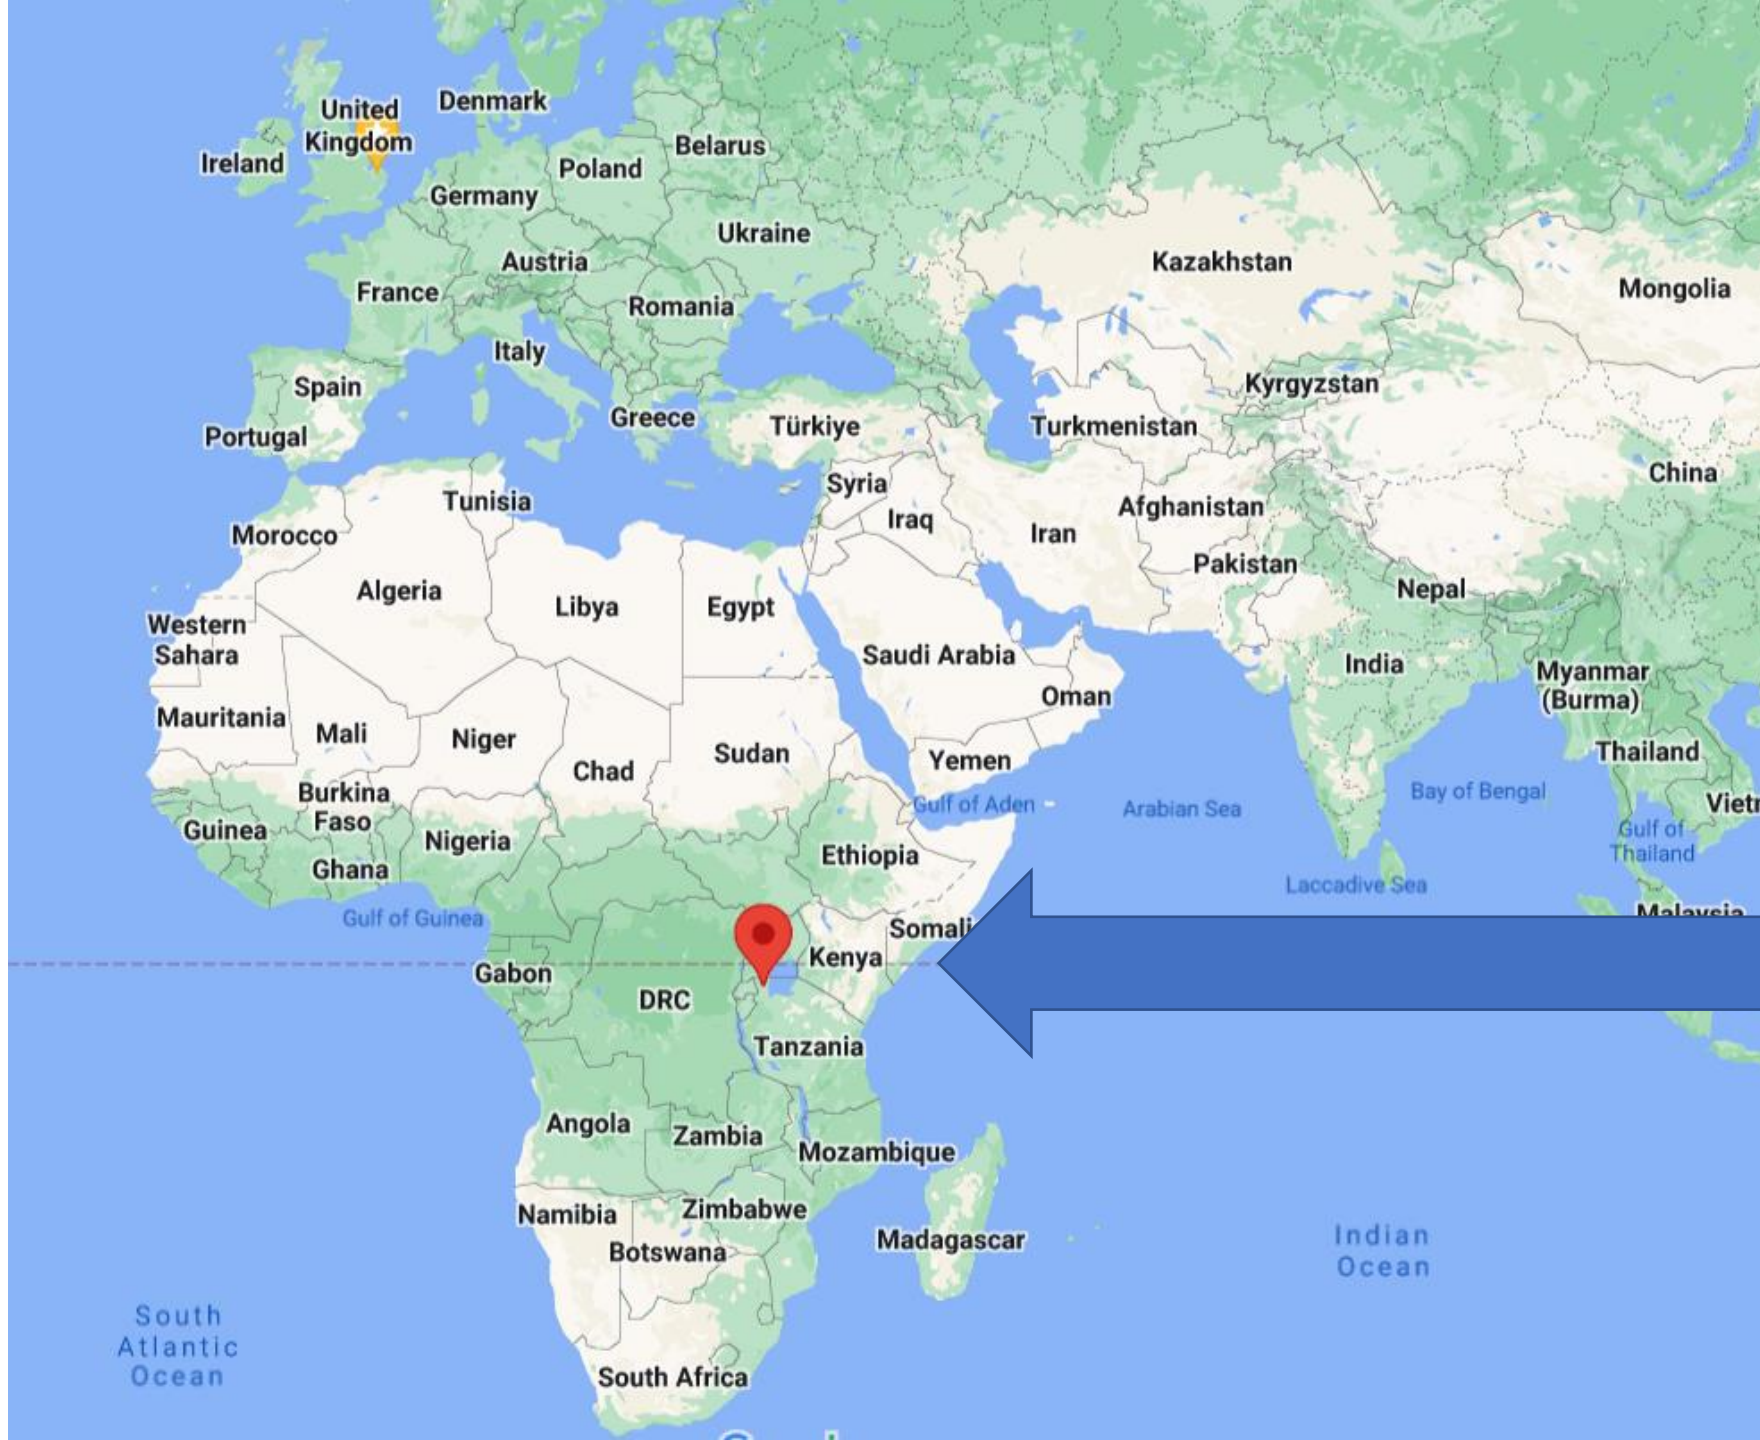 Denmark
United
Kingdom
Ireland
Belarus
Poland
Germany
Ukraine
Austria
Kazakhstan
France
Mongolia
Romania
Italy
Spain
Kyrgyzstan
Greece
Türkiye
Turkmenistan
Portugal
China
Syria
Tunisia
Afghanistan
Iraq
Morocco
Iran
Pakistan
Algeria
Nepal
Libya
Egypt
Western
Sahara
Saudi Arabia
India
Myanmar
(Burma)
Oman
Mauritania
Mali
Niger
Sudan
Thailand
Yemen
Chad
Burkina
Faso
Bay of Bengal
Gulf of Aden
Arabian Sea
Vietr
Guinea
Gulf of
Thailand
Nigeria
Ethiopia
Ghana
Laccadive Sea
Malaysia
Gulf of Guinea
Somali
Kenya
Gabon
DRC
Tanzania
Angola
Zambia
Mozambique
Zimbabwe
Namibia
Madagascar
Botswana
Indian
Ocean
South
Atlantic
Ocean
South Africa